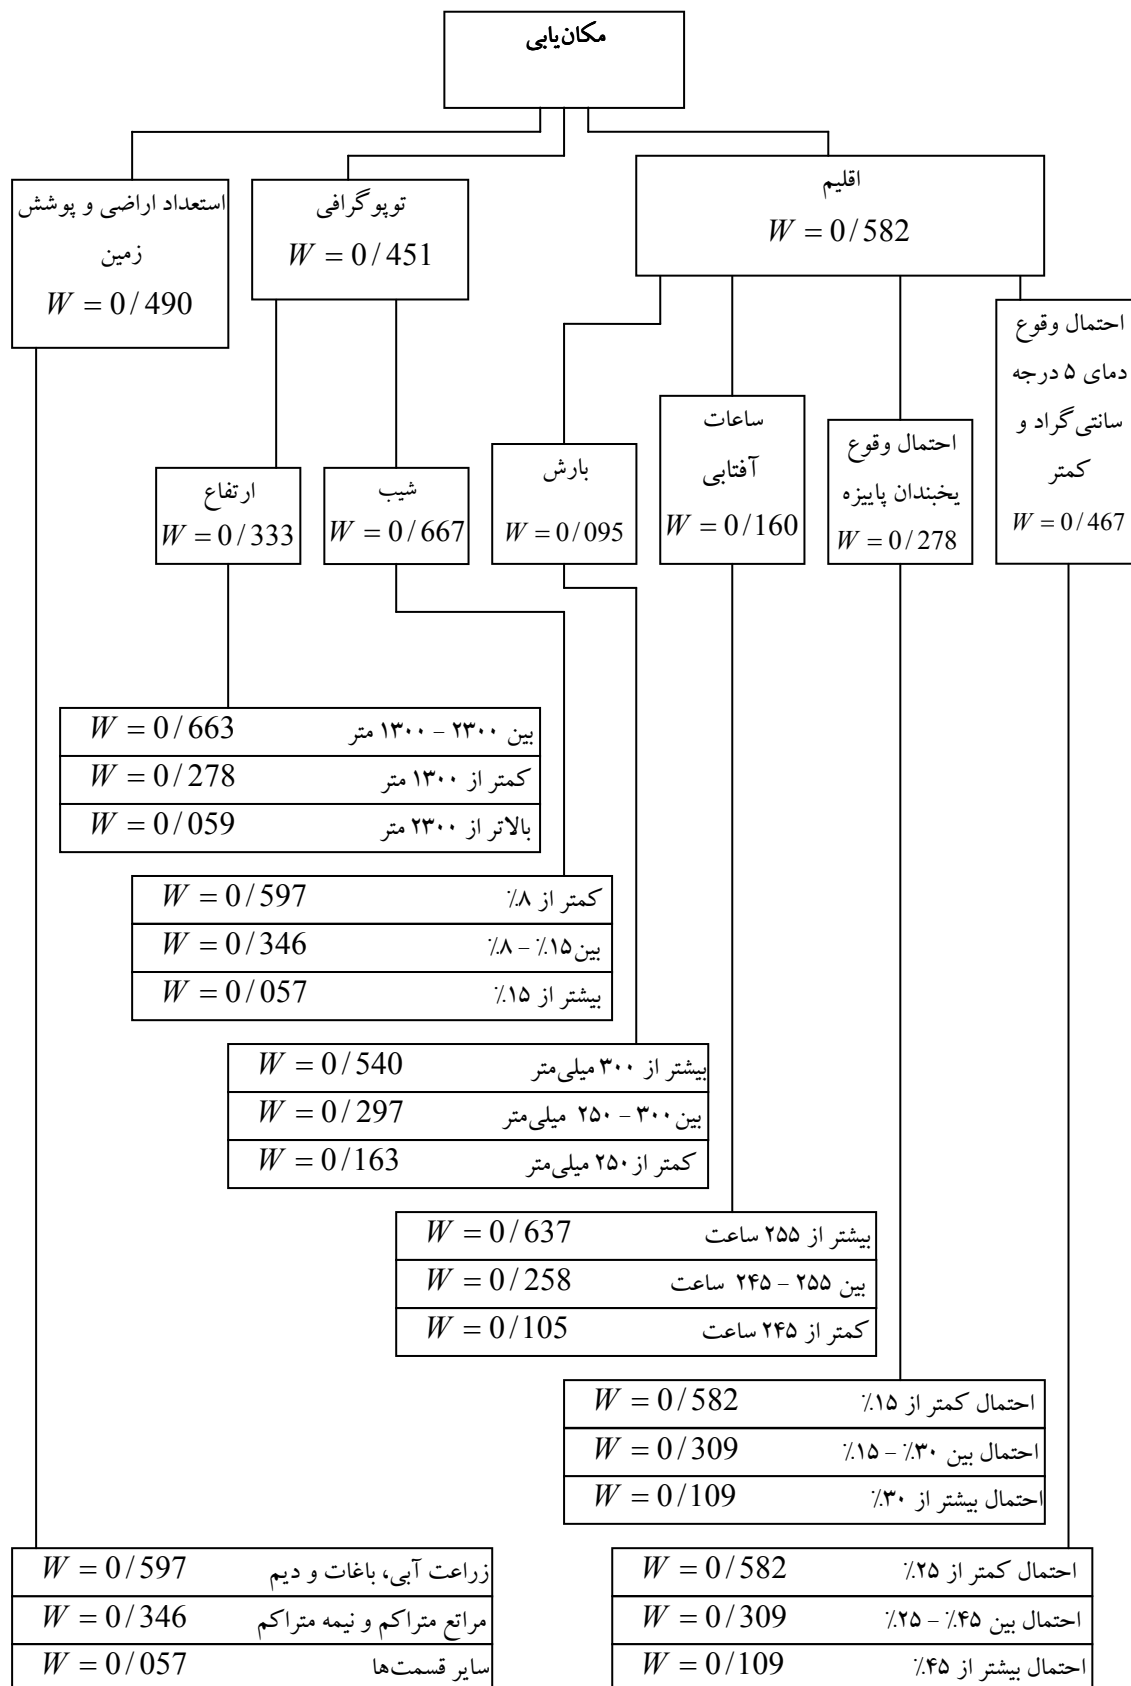 مکان‌یابی
اقلیم
W = 0/582
توپوگرافی
W = 0/451
استعداد اراضی و پوشش
زمین
W = 0/490
احتمال وقوع
دمای ۵ درجه
سانتی‌گراد و
کمتر
W = 0/467
احتمال وقوع
یخبندان پاییزه
W = 0/278
ساعات
آفتابی
W = 0/160
بارش
W = 0/095
شیب
W = 0/667
ارتفاع
W = 0/333
بین ۲۳۰۰ - ۱۳۰۰ متر W = 0/663
کمتر از ۱۳۰۰ متر W = 0/278
بالاتر از ۲۳۰۰ متر W = 0/059
کمتر از ۸٪ W = 0/597
بین ۱۵٪ - ۸٪ W = 0/346
بیشتر از ۱۵٪ W = 0/057
بیشتر از ۳۰۰ میلی‌متر W = 0/540
بین ۳۰۰ - ۲۵۰ میلی‌متر W = 0/297
کمتر از ۲۵۰ میلی‌متر W = 0/163
بیشتر از ۲۵۵ ساعت W = 0/637
بین ۲۵۵ - ۲۴۵ ساعت W = 0/258
کمتر از ۲۴۵ ساعت W = 0/105
احتمال کمتر از ۱۵٪ W = 0/582
احتمال بین ۳۰٪ - ۱۵٪ W = 0/309
احتمال بیشتر از ۳۰٪ W = 0/109
احتمال کمتر از ۲۵٪ W = 0/582
احتمال بین ۴۵٪ - ۲۵٪ W = 0/309
احتمال بیشتر از ۴۵٪ W = 0/109
زراعت آبی، باغات و دیم W = 0/597
مراتع متراکم و نیمه متراکم W = 0/346
سایر قسمت‌ها W = 0/057